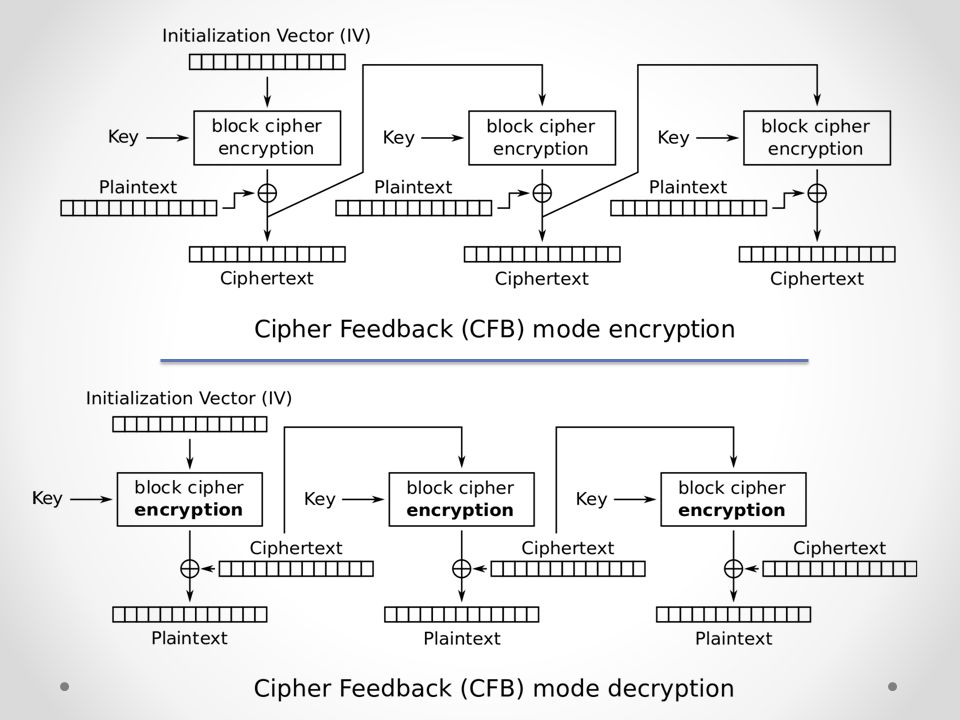 Initialization Vector (IV)
Key
block cipher
encryption
Key
block cipher
encryption
Key
block cipher
encryption
Plaintext
Plaintext
Plaintext
Ciphertext
Ciphertext
Ciphertext
Cipher Feedback (CFB) mode encryption
Initialization Vector (IV)
Key
block cipher
encryption
Key
block cipher
encryption
Key
block cipher
encryption
Ciphertext
Ciphertext
Ciphertext
Plaintext
Plaintext
Plaintext
Cipher Feedback (CFB) mode decryption